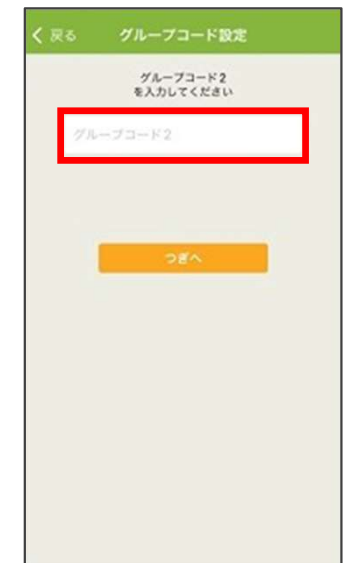 戻る グループコード設定
グループコード2
を入力してください
グループコード2
つぎへ